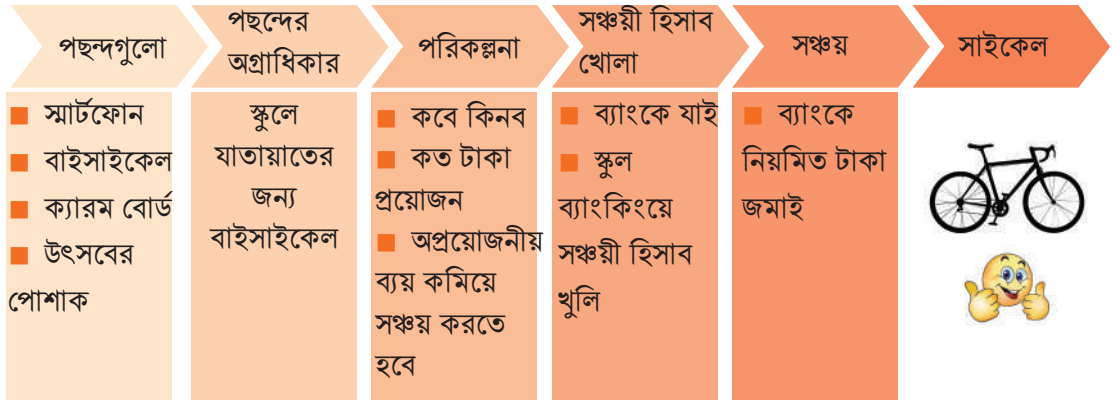 পছন্দগুলো
■ স্মার্টফোন
■ বাইসাইকেল
■ ক্যারম বোর্ড
■ উৎসবের
পোশাক
পছন্দের
অগ্রাধিকার
স্কুলে
যাতায়াতের
জন্য
বাইসাইকেল
পরিকল্পনা
■ কবে কিনব
■ কত টাকা
প্রয়োজন
■ অপ্রয়োজনীয়
ব্যয় কমিয়ে
সঞ্চয় করতে
হবে
সঞ্চয়ী হিসাব
খোলা
■ ব্যাংকে যাই
■ স্কুল
ব্যাংকিংয়ে
সঞ্চয়ী হিসাব
খুলি
সঞ্চয়
■ ব্যাংকে
নিয়মিত টাকা
জমাই
সাইকেল